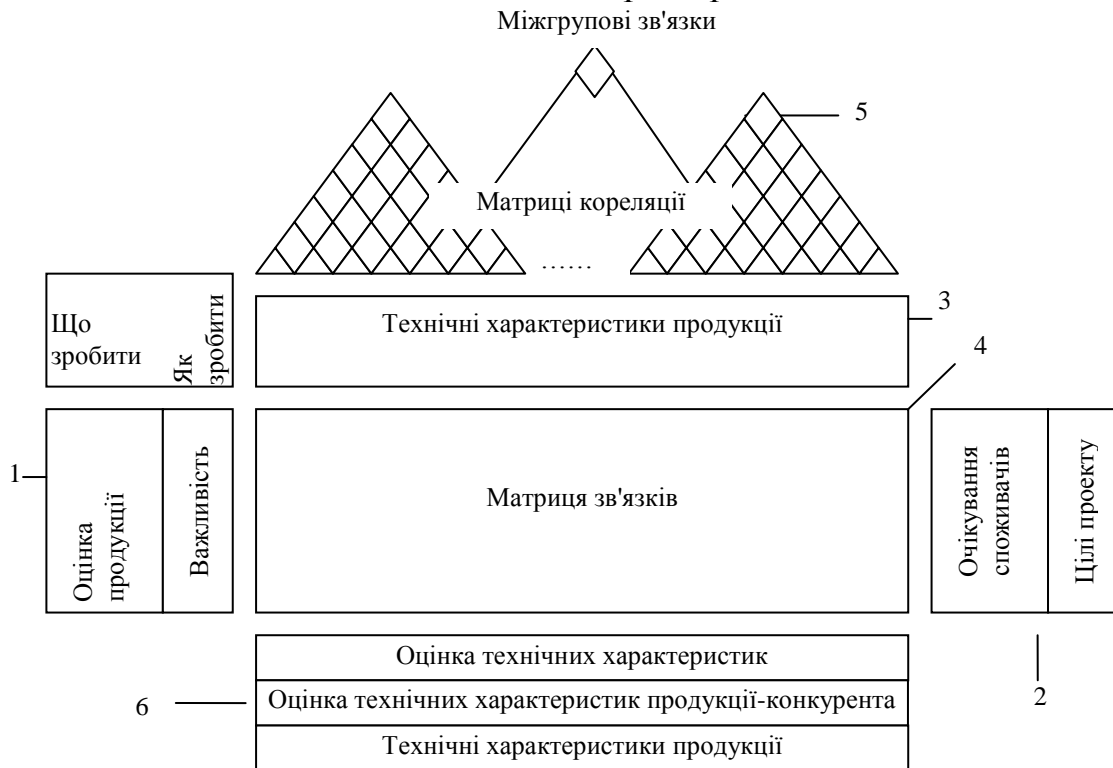 Міжгрупові зв'язки
5
Матриці кореляції
......
Що
зробити
Як
зробити
Технічні характеристики продукції
3
4
1
Оцінка
продукції
Важливість
Матриця зв'язків
Очікування
споживачів
Цілі проекту
2
Оцінка технічних характеристик
6
Оцінка технічних характеристик продукції-конкурента
Технічні характеристики продукції